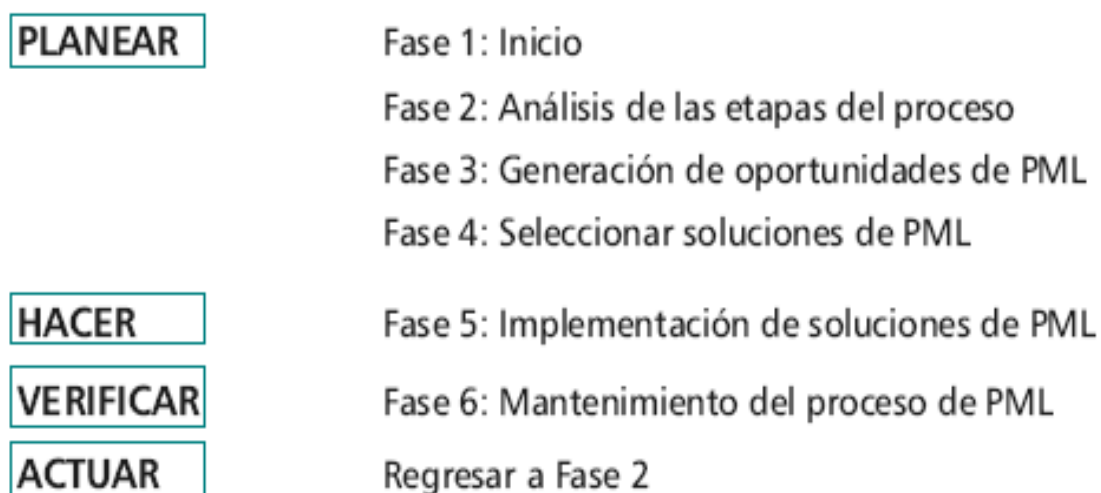 PLANEAR Fase 1: Inicio
Fase 2: Análisis de las etapas del proceso
Fase 3: Generación de oportunidades de PML
Fase 4: Seleccionar soluciones de PML
HACER Fase 5: Implementación de soluciones de PML
VERIFICAR Fase 6: Mantenimiento del proceso de PML
ACTUAR Regresar a Fase 2